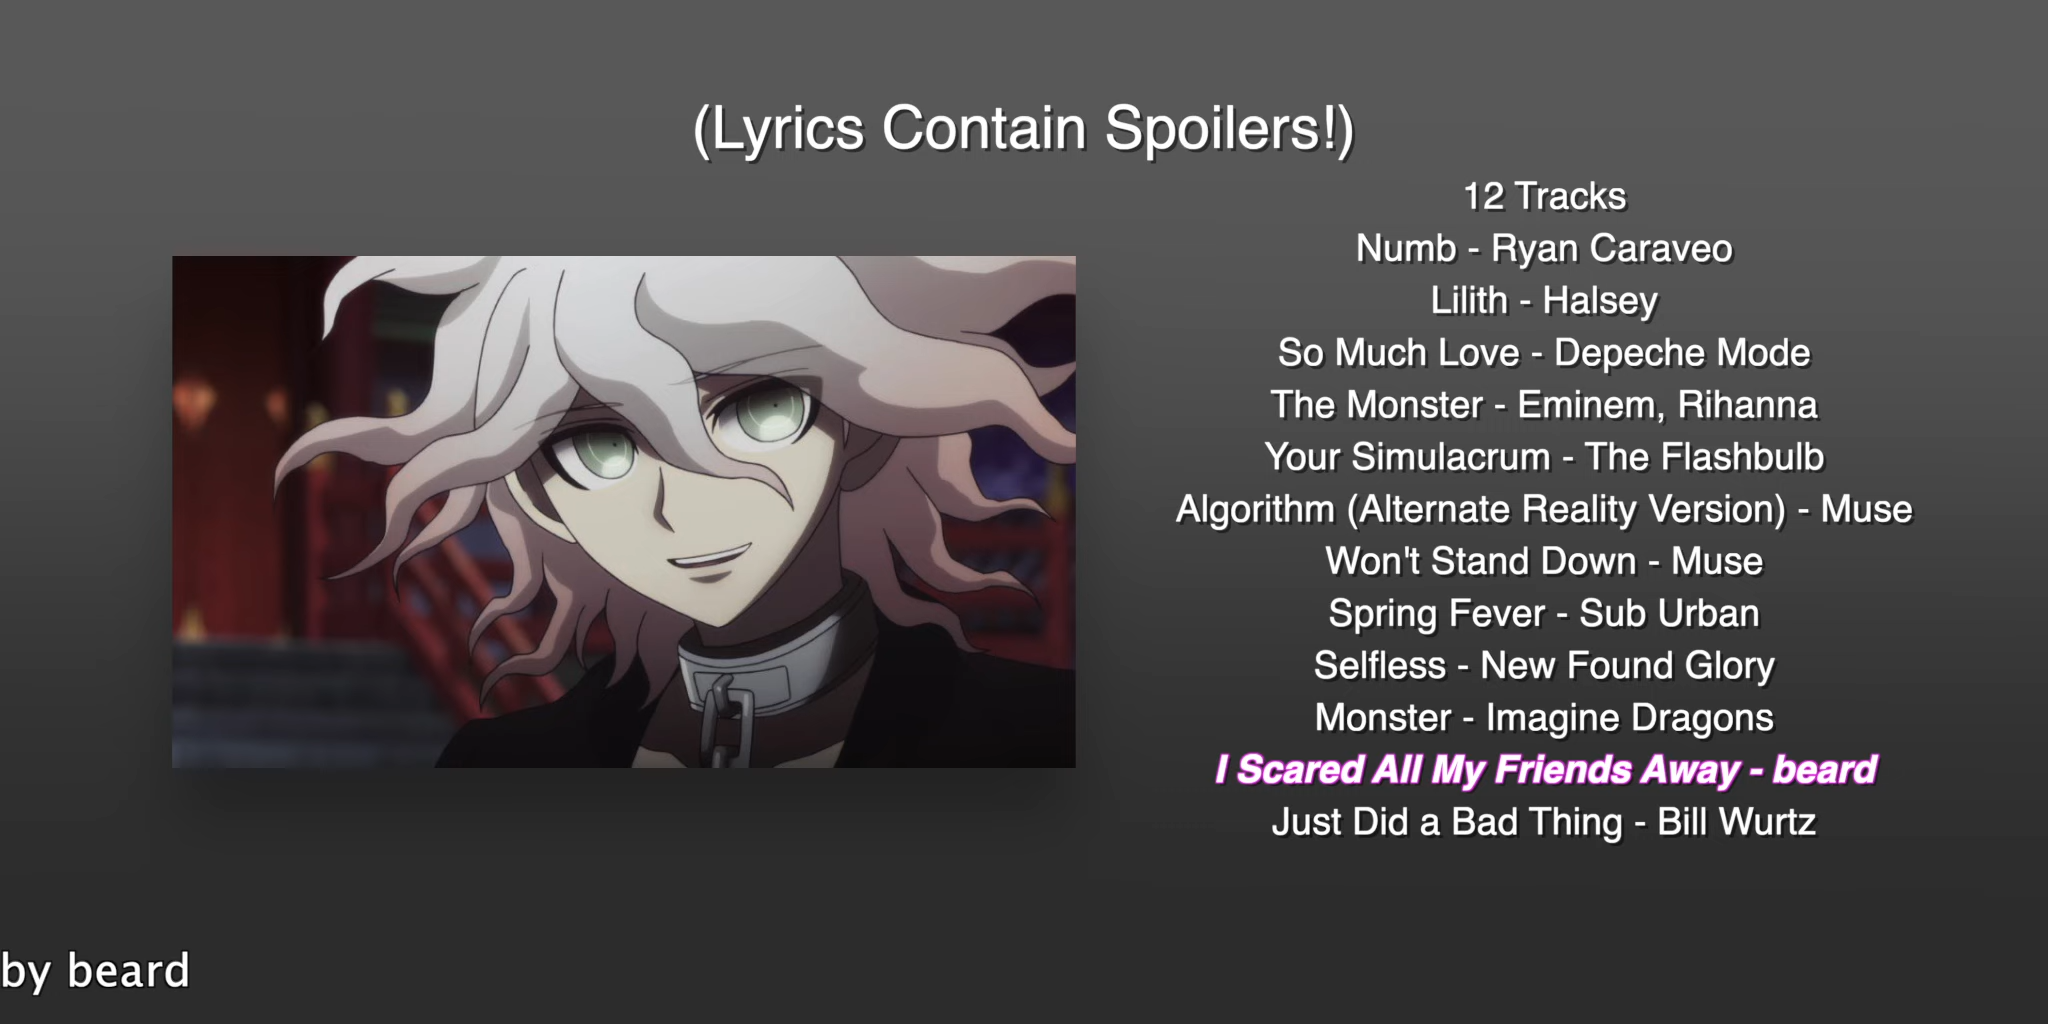 (Lyrics Contain Spoilers!)
12 Tracks
Numb - Ryan Caraveo
Lilith - Halsey
So Much Love - Depeche Mode
The Monster - Eminem, Rihanna
Your Simulacrum - The Flashbulb
Algorithm (Alternate Reality Version) - Muse
Won't Stand Down - Muse
Spring Fever - Sub Urban
Selfless - New Found Glory
Monster - Imagine Dragons
I Scared All My Friends Away - beard
Just Did a Bad Thing - Bill Wurtz
by beard